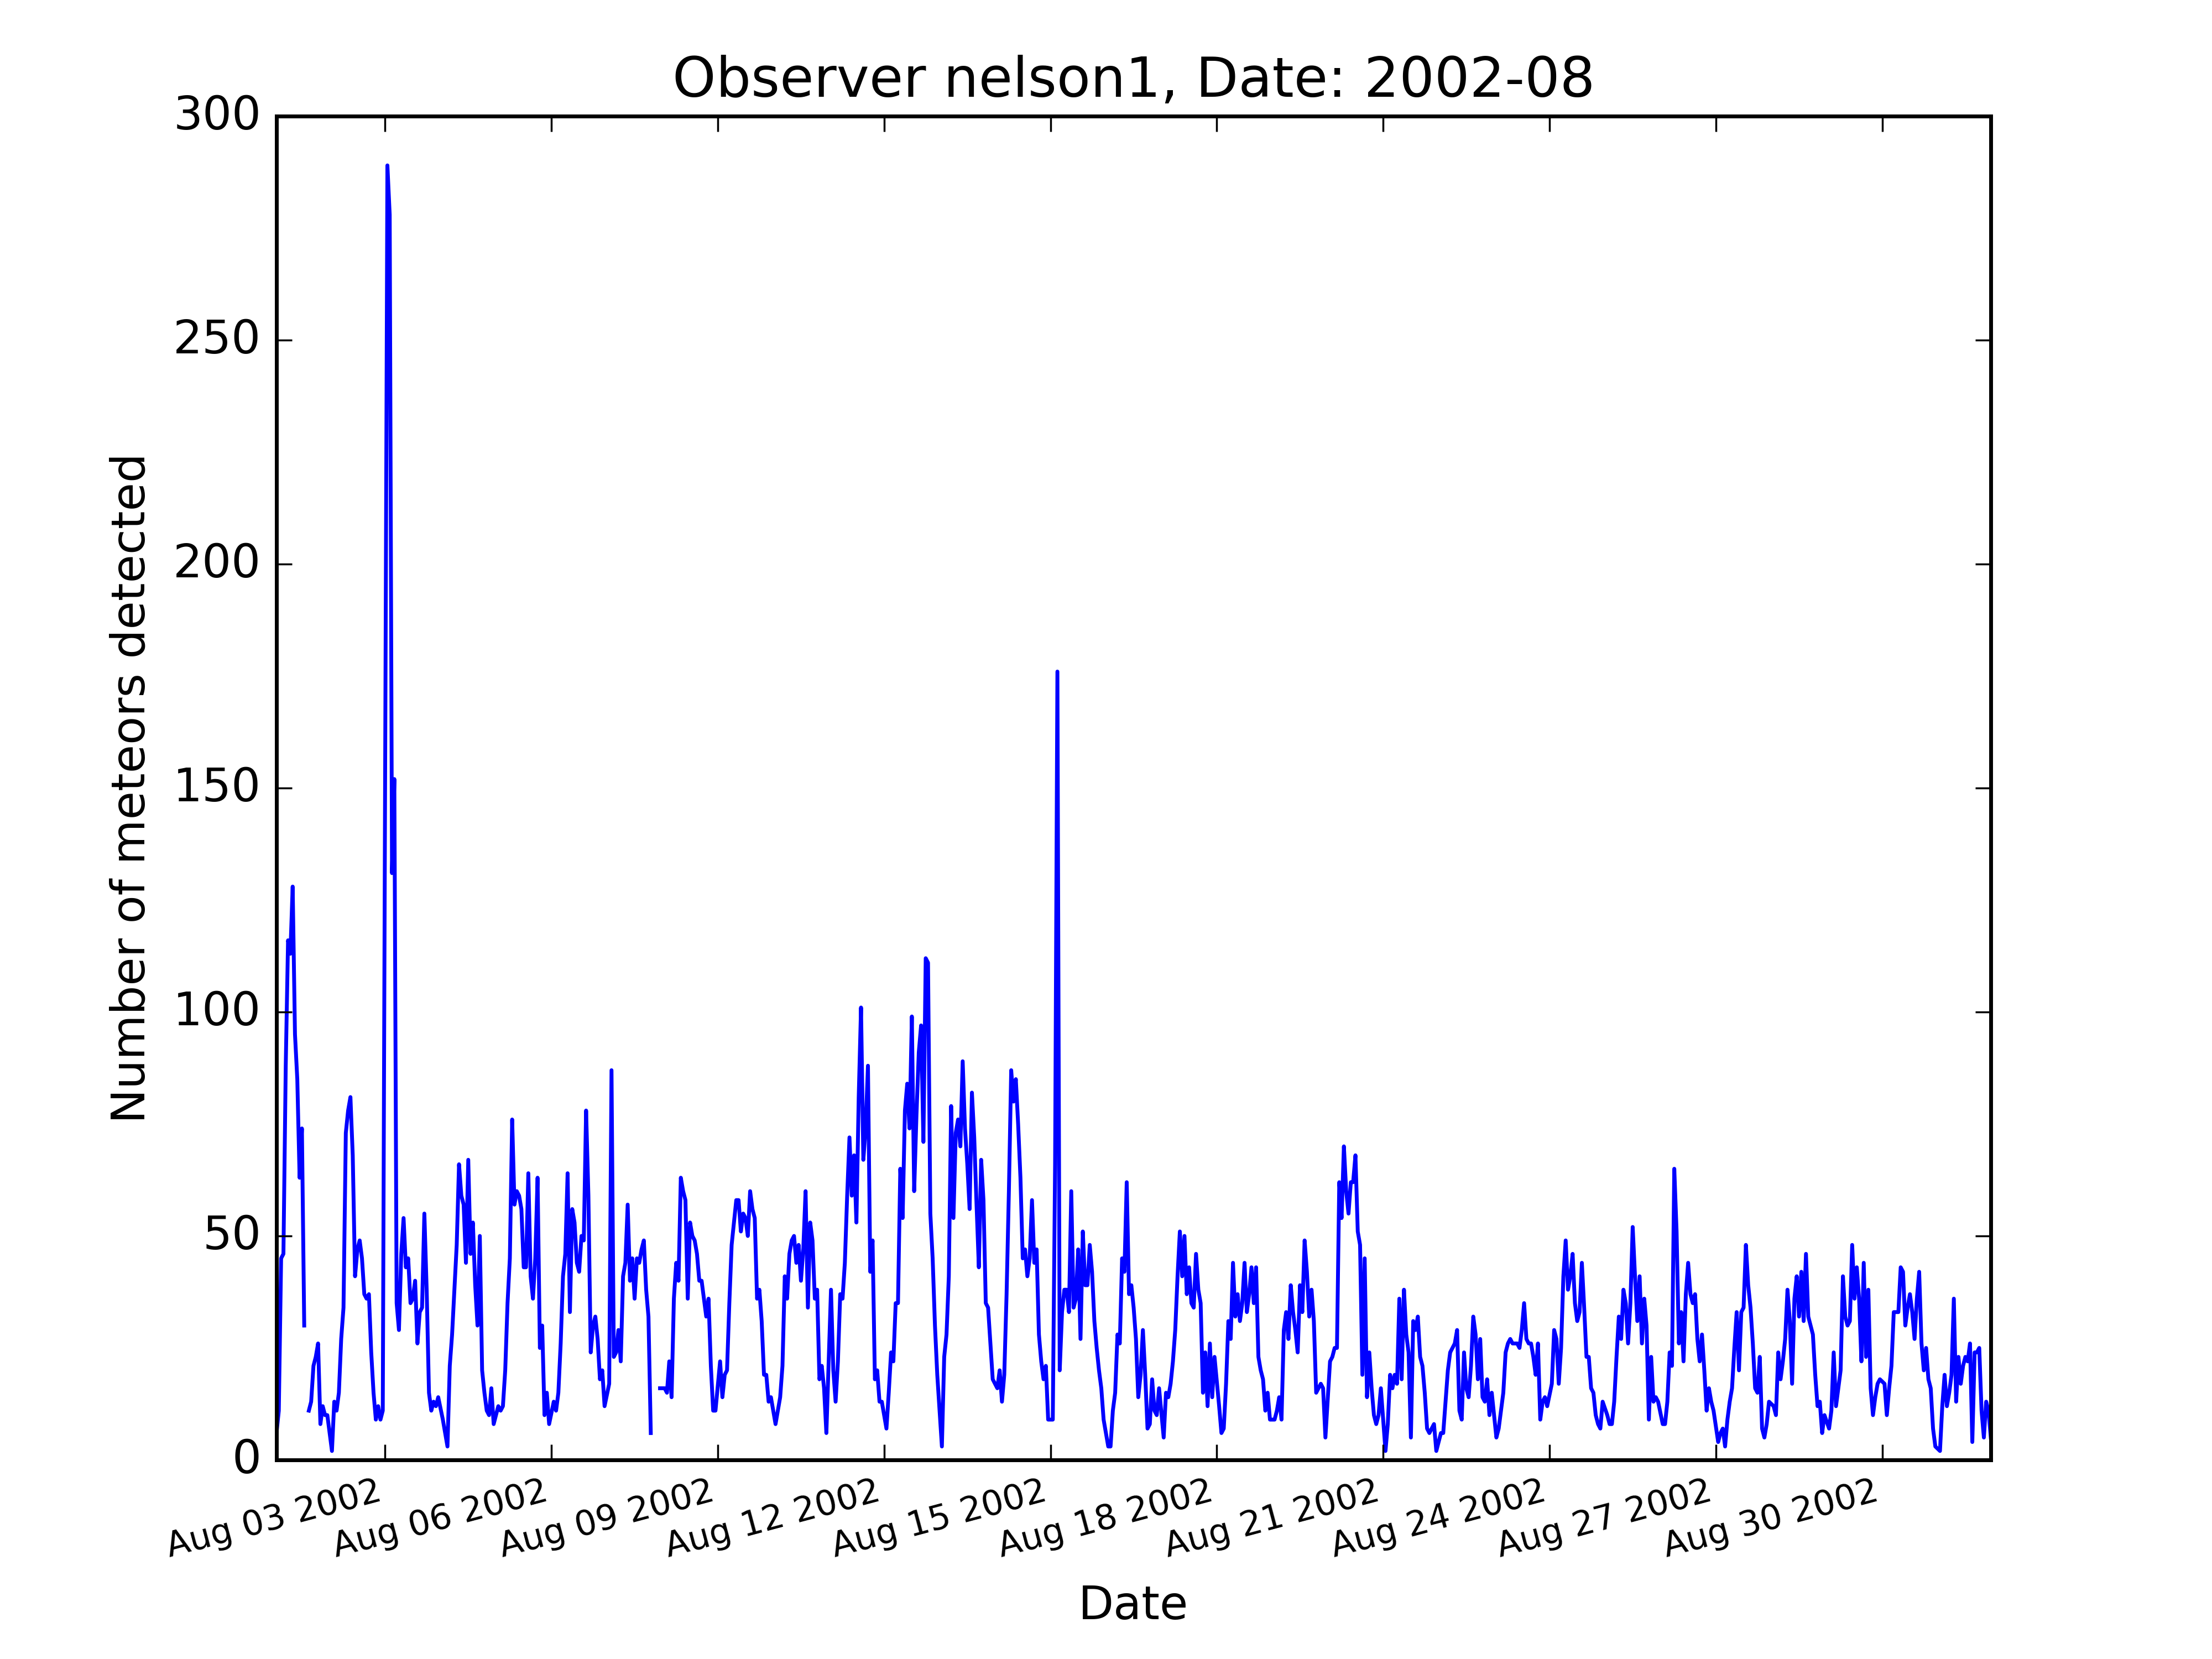 Observer nelson1, Date: 2002-08
300
250
200
150
100
50
0
Number of meteors detected
Aug 03 2002
Aug 06 2002
Aug 09 2002
Aug 12 2002
Aug 15 2002
Aug 18 2002
Aug 21 2002
Aug 24 2002
Aug 27 2002
Aug 30 2002
Date